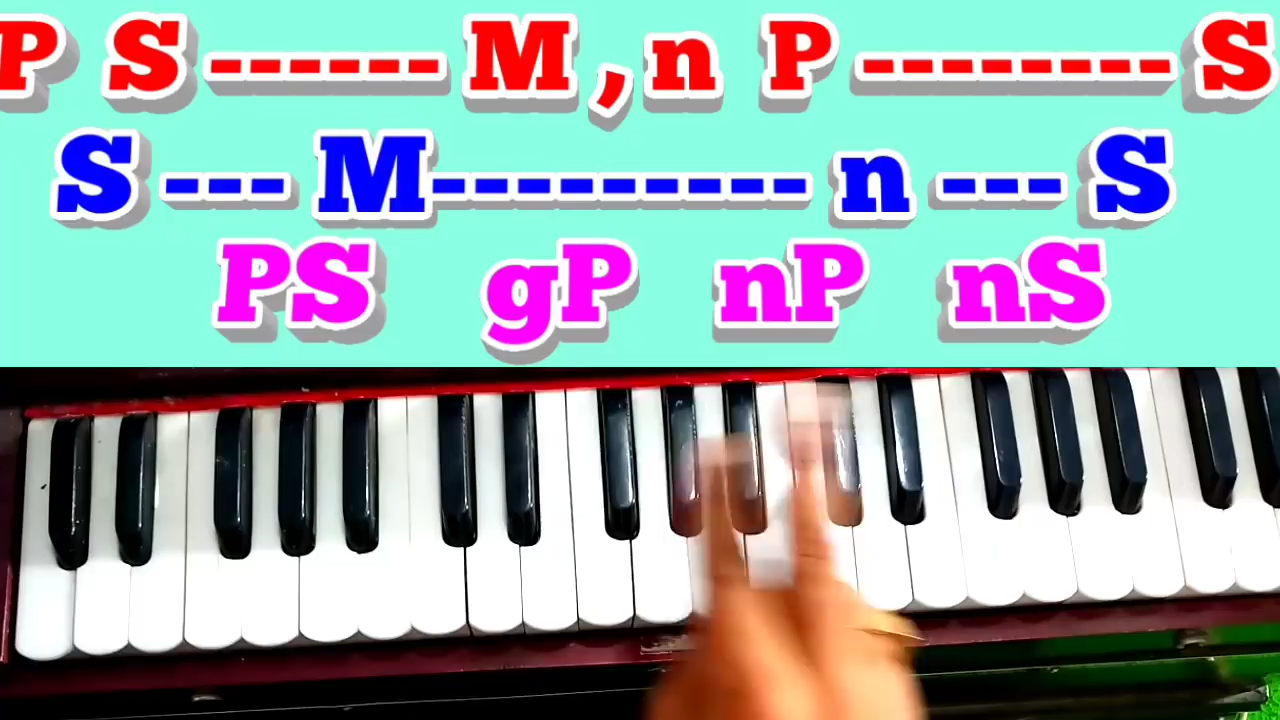 P S ------ M , n P -------- S
S --- M--------- n --- S
PS gP nP nS